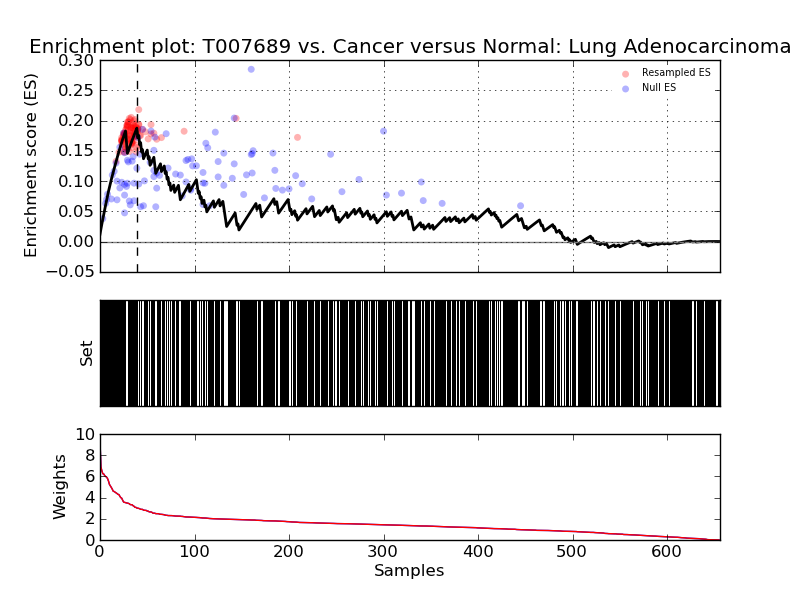 Enrichment plot: T007689 vs. Cancer versus Normal: Lung Adenocarcinoma
Enrichment score (ES)
0.30
0.25
0.20
0.15
0.10
0.05
0.00
−0.05
Resampled ES
Null ES
Set
Weights
10
8
6
4
2
0
0 100 200 300 400 500 600
Samples